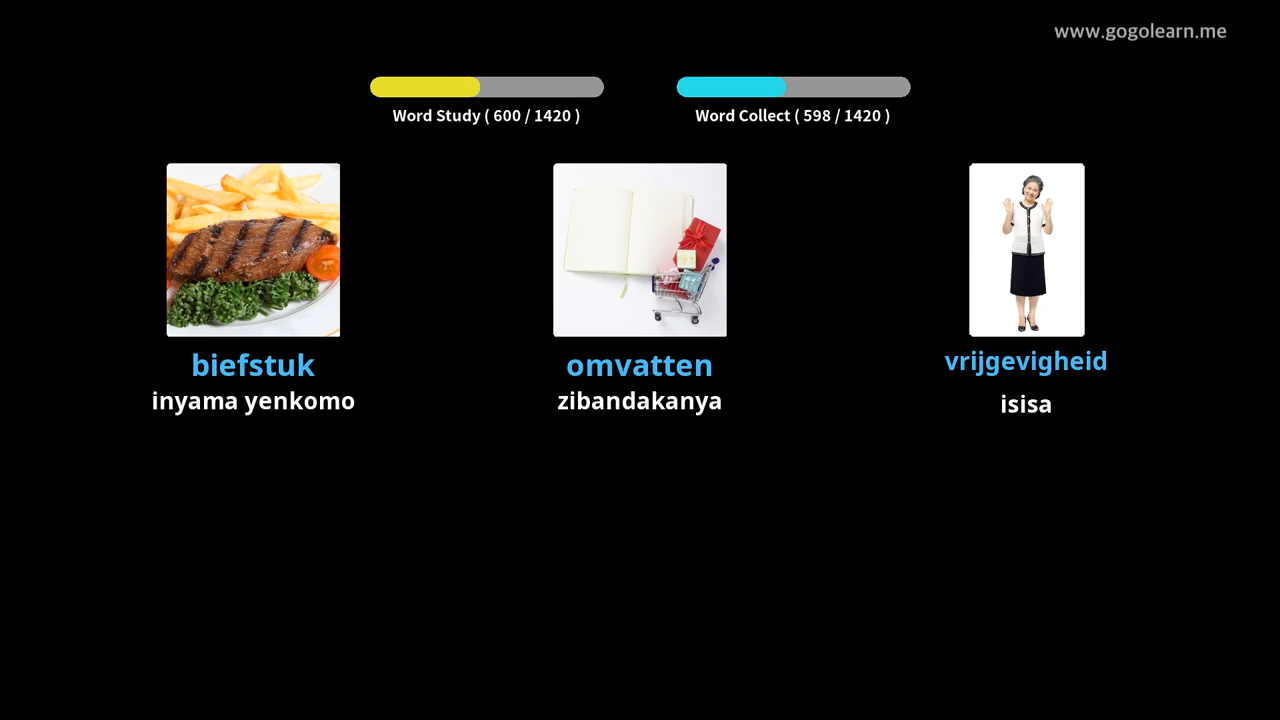 www.gogolearn.me
Word Study ( 600 / 1420 )
Word Collect ( 598 / 1420 )
biefstuk
inyama yenkomo
omvatten
zibandakanya
vrijgevigheid
isisa